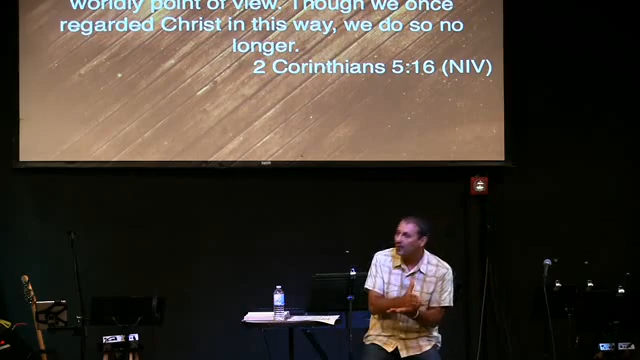 worldly point of view. Though we once
regarded Christ in this way, we do so no
longer.
2 Corinthians 5:16 (NIV)